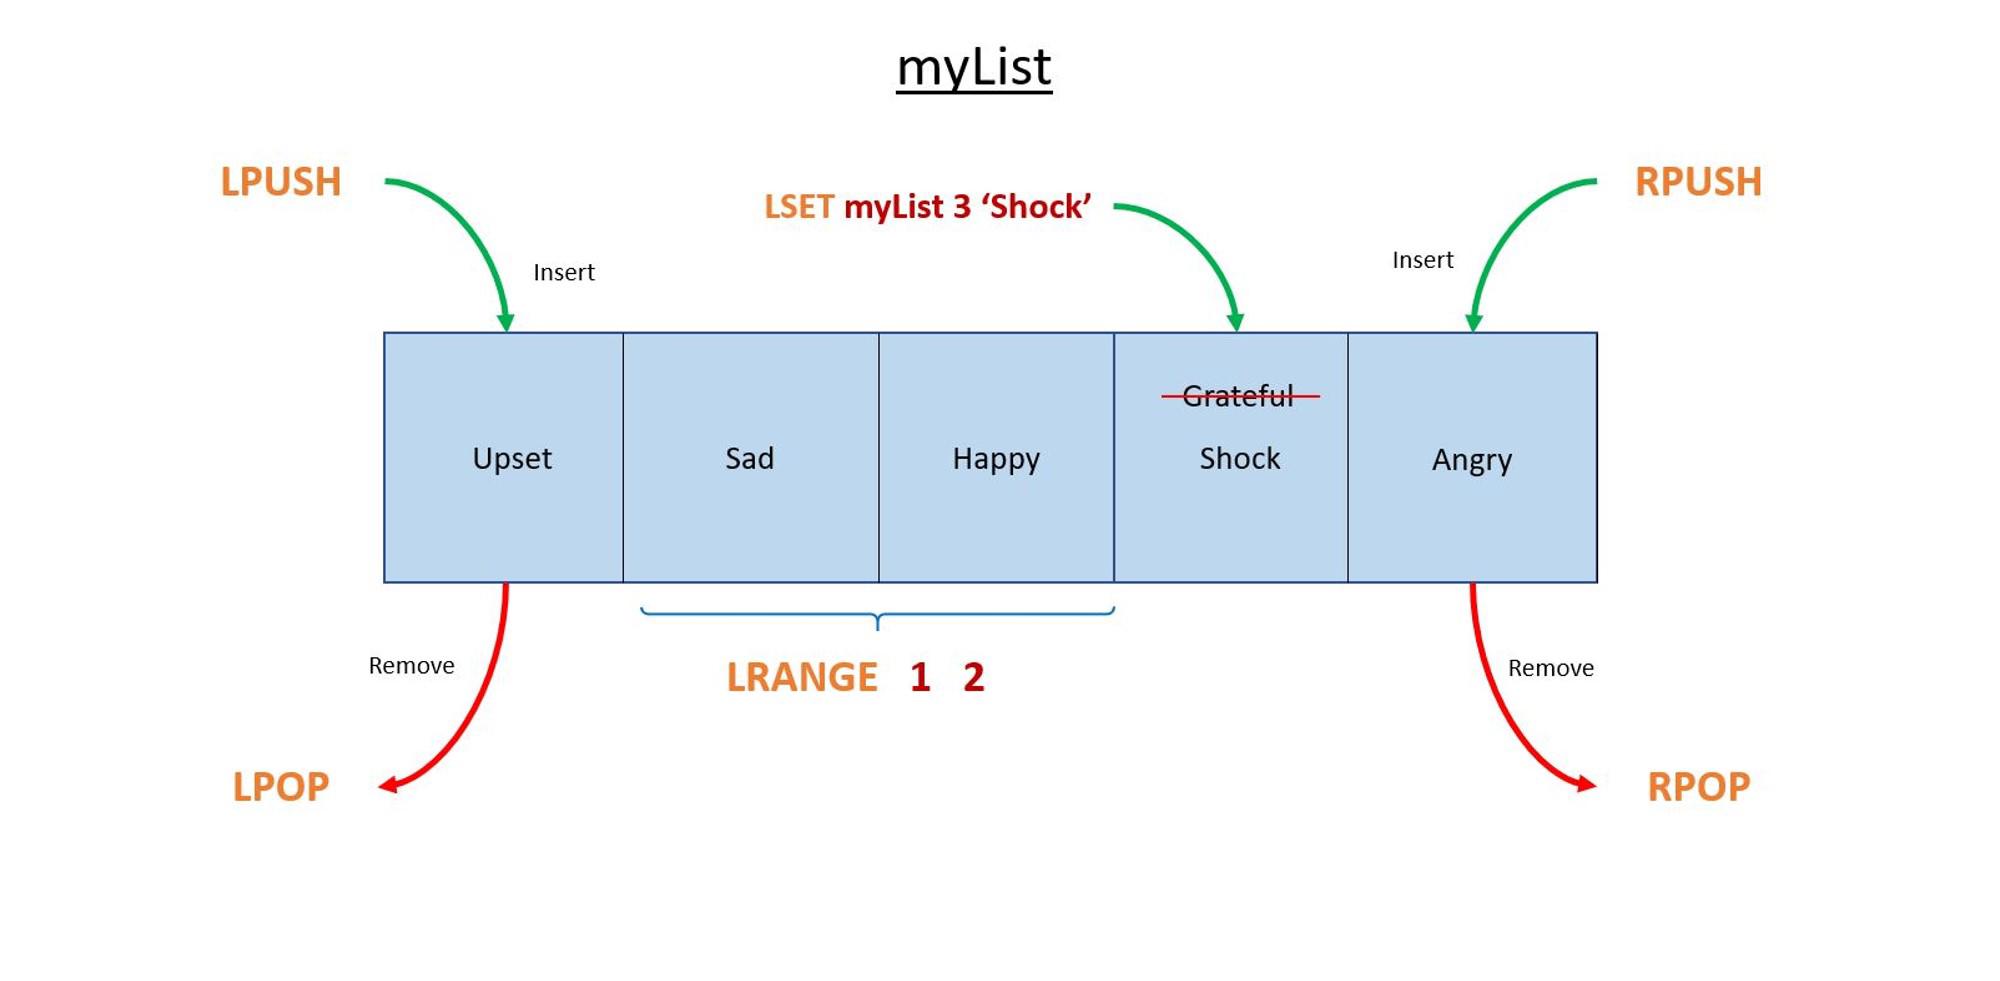 myList
LPUSH
RPUSH
LSET myList 3 ‘Shock’
Insert
Insert
Grateful
Upset
Sad
Happy
Shock
Angry
Remove
LRANGE 1 2
Remove
LPOP
RPOP